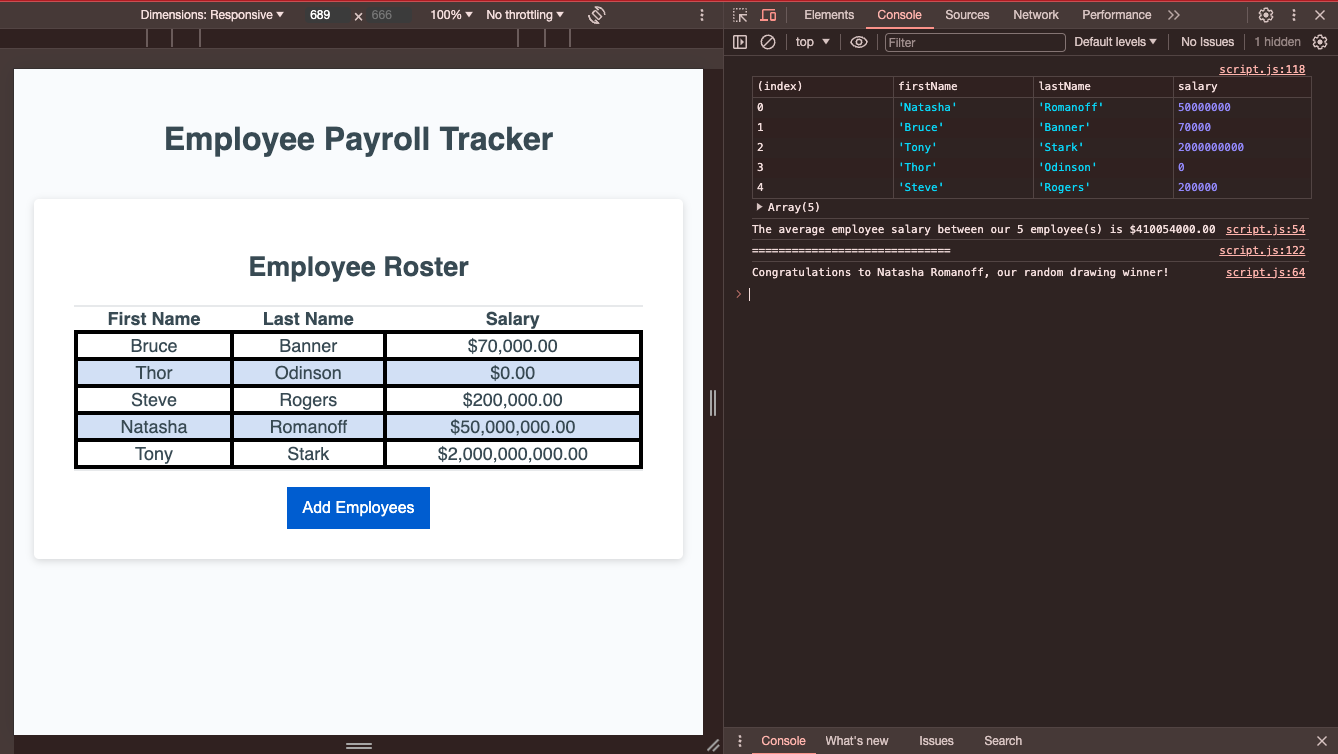 Dimensions: Responsive ▼ 689 x 666 100% ▼ No throttling ▼
Employee Payroll Tracker
Employee Roster
First Name Last Name Salary
Bruce Banner $70,000.00
Thor Odinson $0.00
Steve Rogers $200,000.00
Natasha Romanoff $50,000,000.00
Tony Stark $2,000,000,000.00
Add Employees
Elements Console Sources Network Performance
top ▼ Filter Default levels ▼ No Issues 1 hidden
script.js:118
(index) firstName lastName salary
0 'Natasha' 'Romanoff' 50000000
1 'Bruce' 'Banner' 70000
2 'Tony' 'Stark' 2000000000
3 'Thor' 'Odinson' 0
4 'Steve' 'Rogers' 200000
▶ Array(5)
The average employee salary between our 5 employee(s) is $410054000.00 script.js:54
============================== script.js:122
Congratulations to Natasha Romanoff, our random drawing winner! script.js:64
>
Console What's new Issues Search